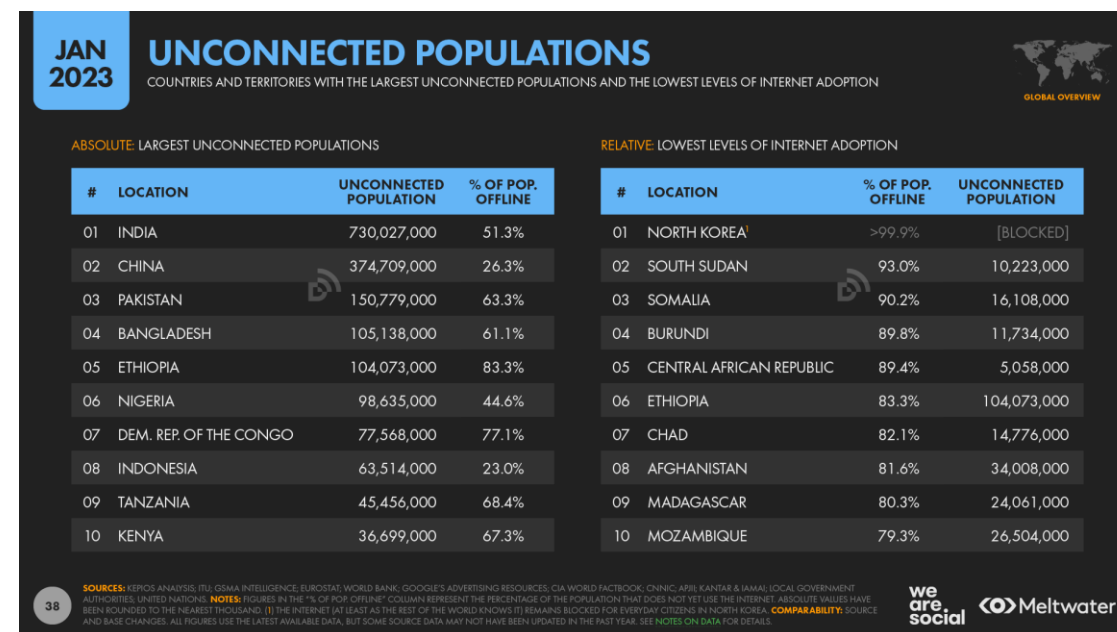 JAN
2023
UNCONNECTED POPULATIONS
COUNTRIES AND TERRITORIES WITH THE LARGEST UNCONNECTED POPULATIONS AND THE LOWEST LEVELS OF INTERNET ADOPTION
GLOBAL OVERVIEW
ABSOLUTE: LARGEST UNCONNECTED POPULATIONS
# LOCATION UNCONNECTED POPULATION % OF POP. OFFLINE
01 INDIA 730,027,000 51.3%
02 CHINA 374,709,000 26.3%
03 PAKISTAN 150,779,000 63.3%
04 BANGLADESH 105,138,000 61.1%
05 ETHIOPIA 104,073,000 83.3%
06 NIGERIA 98,635,000 44.6%
07 DEM. REP. OF THE CONGO 77,568,000 77.1%
08 INDONESIA 63,514,000 23.0%
09 TANZANIA 45,456,000 68.4%
10 KENYA 36,699,000 67.3%
RELATIVE: LOWEST LEVELS OF INTERNET ADOPTION
# LOCATION % OF POP. OFFLINE UNCONNECTED POPULATION
01 NORTH KOREA¹ >99.9% [BLOCKED]
02 SOUTH SUDAN 93.0% 10,223,000
03 SOMALIA 90.2% 16,108,000
04 BURUNDI 89.8% 11,734,000
05 CENTRAL AFRICAN REPUBLIC 89.4% 5,058,000
06 ETHIOPIA 83.3% 104,073,000
07 CHAD 82.1% 14,776,000
08 AFGHANISTAN 81.6% 34,008,000
09 MADAGASCAR 80.3% 24,061,000
10 MOZAMBIQUE 79.3% 26,504,000
38
SOURCES: KEPIOS ANALYSIS; ITU; GSMA INTELLIGENCE; EUROSTAT; WORLD BANK; GOOGLE'S ADVERTISING RESOURCES; CIA WORLD FACTBOOK; CNNIC; APJII; KANTAR & IAMAI; LOCAL GOVERNMENT
AUTHORITIES; UNITED NATIONS. NOTES: FIGURES IN THE "% OF POP. OFFLINE" COLUMN REPRESENT THE PERCENTAGE OF THE POPULATION THAT DOES NOT YET USE THE INTERNET. ABSOLUTE VALUES HAVE
BEEN ROUNDED TO THE NEAREST THOUSAND. (1) THE INTERNET (AT LEAST AS THE REST OF THE WORLD KNOWS IT) REMAINS BLOCKED FOR EVERYDAY CITIZENS IN NORTH KOREA. COMPARABILITY: SOURCE
AND BASE CHANGES. ALL FIGURES USE THE LATEST AVAILABLE DATA, BUT SOME SOURCE DATA MAY NOT HAVE BEEN UPDATED IN THE PAST YEAR. SEE NOTES ON DATA FOR DETAILS.
we
are.
social
Meltwater